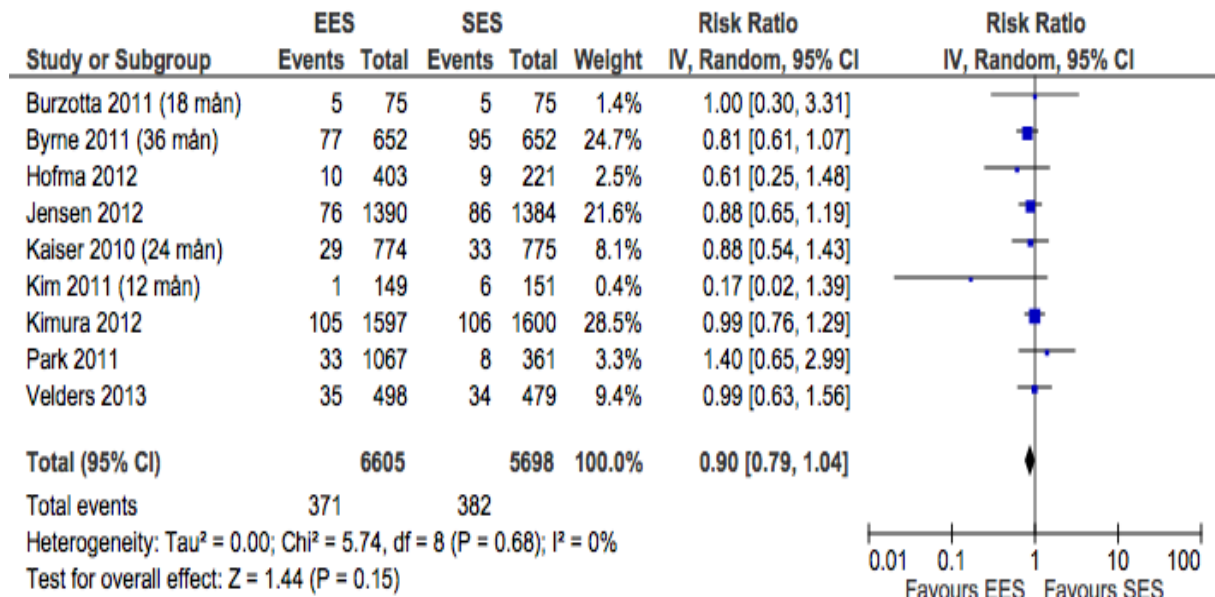 EES SES Risk Ratio Risk Ratio
Study or Subgroup Events Total Events Total Weight IV, Random, 95% CI IV, Random, 95% CI
Burzotta 2011 (18 mån) 5 75 5 75 1.4% 1.00 [0.30, 3.31]
Byrne 2011 (36 mån) 77 652 95 652 24.7% 0.81 [0.61, 1.07]
Hofma 2012 10 403 9 221 2.5% 0.61 [0.25, 1.48]
Jensen 2012 76 1390 86 1384 21.6% 0.88 [0.65, 1.19]
Kaiser 2010 (24 mån) 29 774 33 775 8.1% 0.88 [0.54, 1.43]
Kim 2011 (12 mån) 1 149 6 151 0.4% 0.17 [0.02, 1.39]
Kimura 2012 105 1597 106 1600 28.5% 0.99 [0.76, 1.29]
Park 2011 33 1067 8 361 3.3% 1.40 [0.65, 2.99]
Velders 2013 35 498 34 479 9.4% 0.99 [0.63, 1.56]
Total (95% CI) 6605 5698 100.0% 0.90 [0.79, 1.04]
Total events 371 382
Heterogeneity: Tau² = 0.00; Chi² = 5.74, df = 8 (P = 0.68); I² = 0%
Test for overall effect: Z = 1.44 (P = 0.15)
0.01 0.1 1 10 100
Favours EES Favours SES